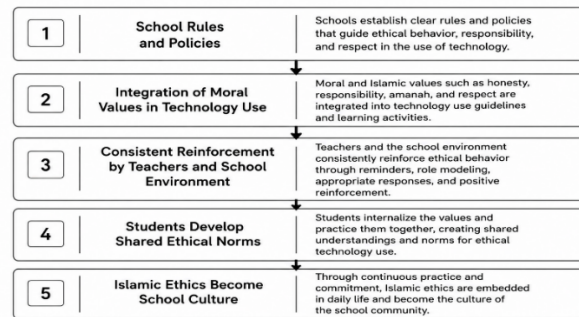 1
School Rules
and Policies
Schools establish clear rules and policies
that guide ethical behavior, responsibility,
and respect in the use of technology.
2
Integration of Moral
Values in Technology Use
Moral and Islamic values such as honesty,
responsibility, amanah, and respect are
integrated into technology use guidelines
and learning activities.
3
Consistent Reinforcement
by Teachers and School
Environment
Teachers and the school environment
consistently reinforce ethical behavior
through reminders, role modeling,
appropriate responses, and positive
reinforcement.
4
Students Develop
Shared Ethical Norms
Students internalize the values and
practice them together, creating shared
understandings and norms for ethical
technology use.
5
Islamic Ethics Become
School Culture
Through continuous practice and
commitment, Islamic ethics are embedded
in daily life and become the culture of
the school community.